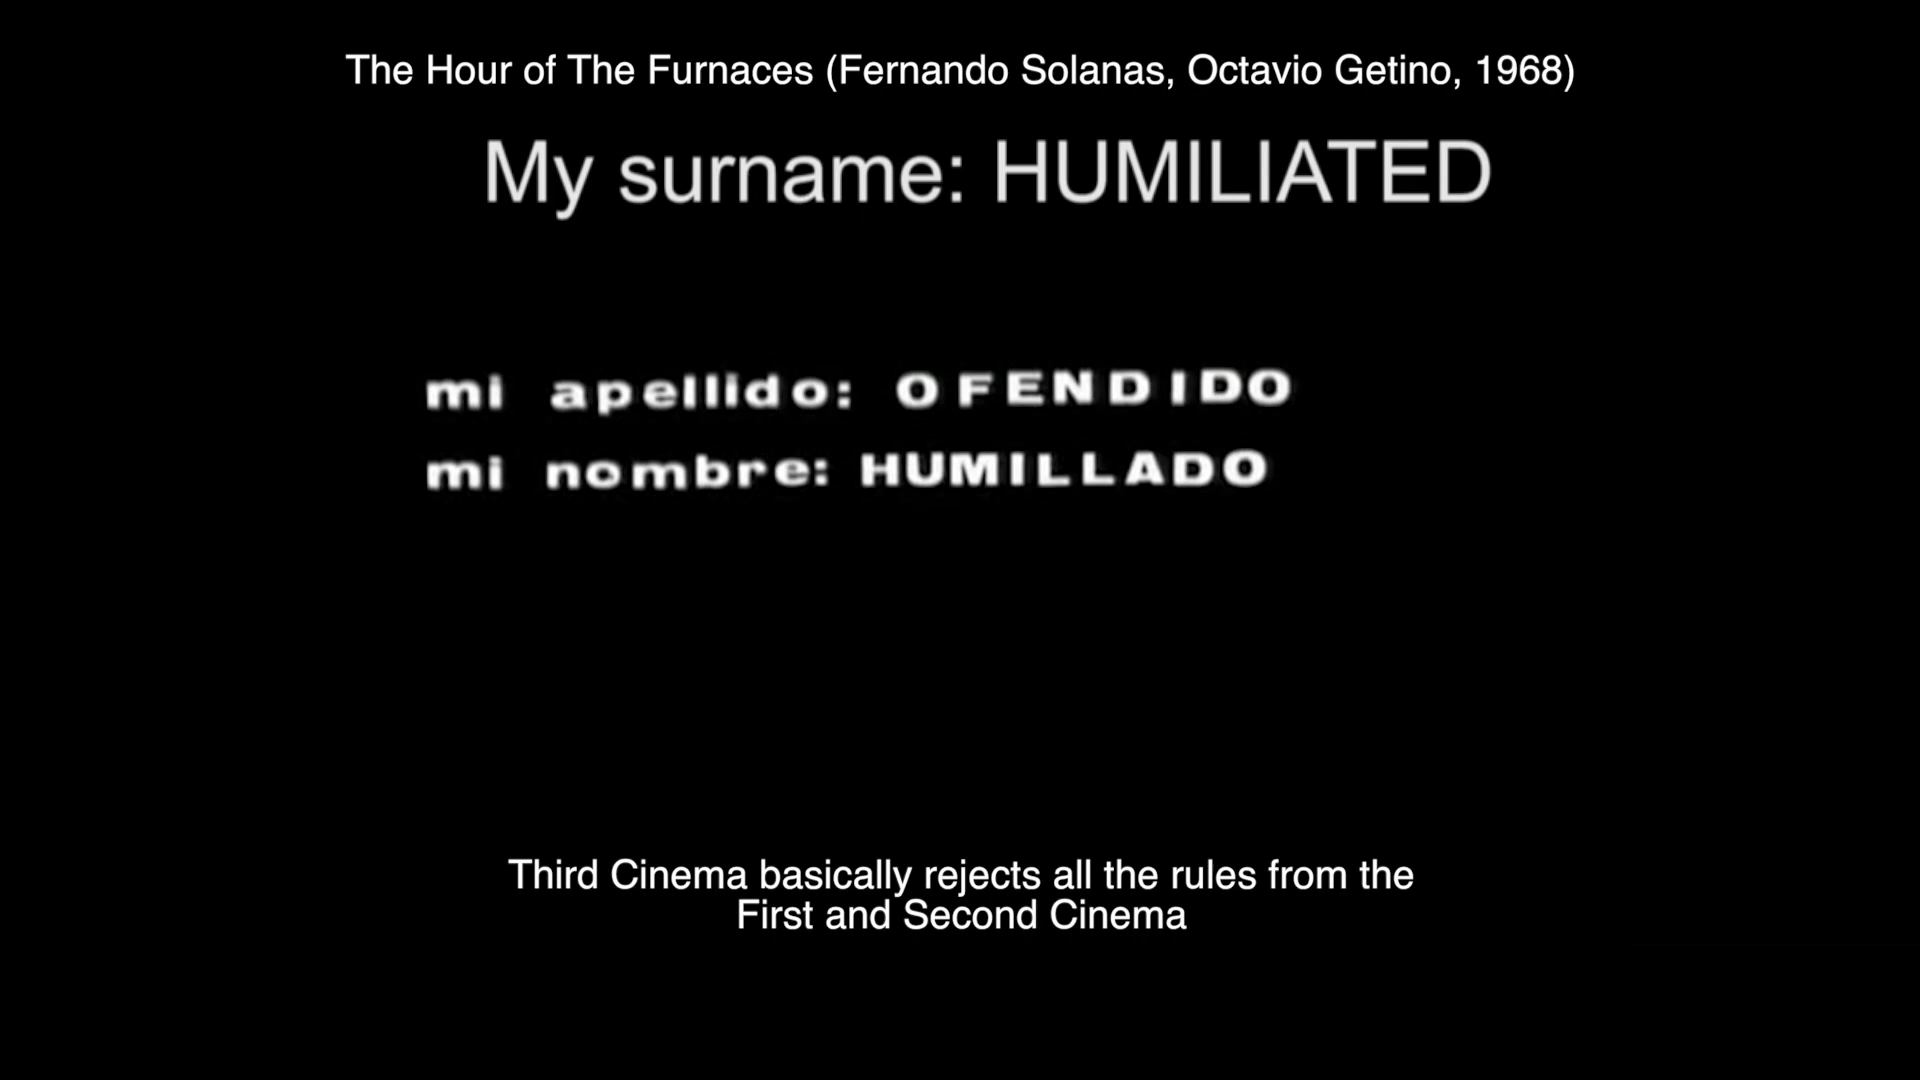 The Hour of The Furnaces (Fernando Solanas, Octavio Getino, 1968)
My surname: HUMILIATED
mi apellido: OFENDIDO
mi nombre: HUMILLADO
Third Cinema basically rejects all the rules from the
First and Second Cinema